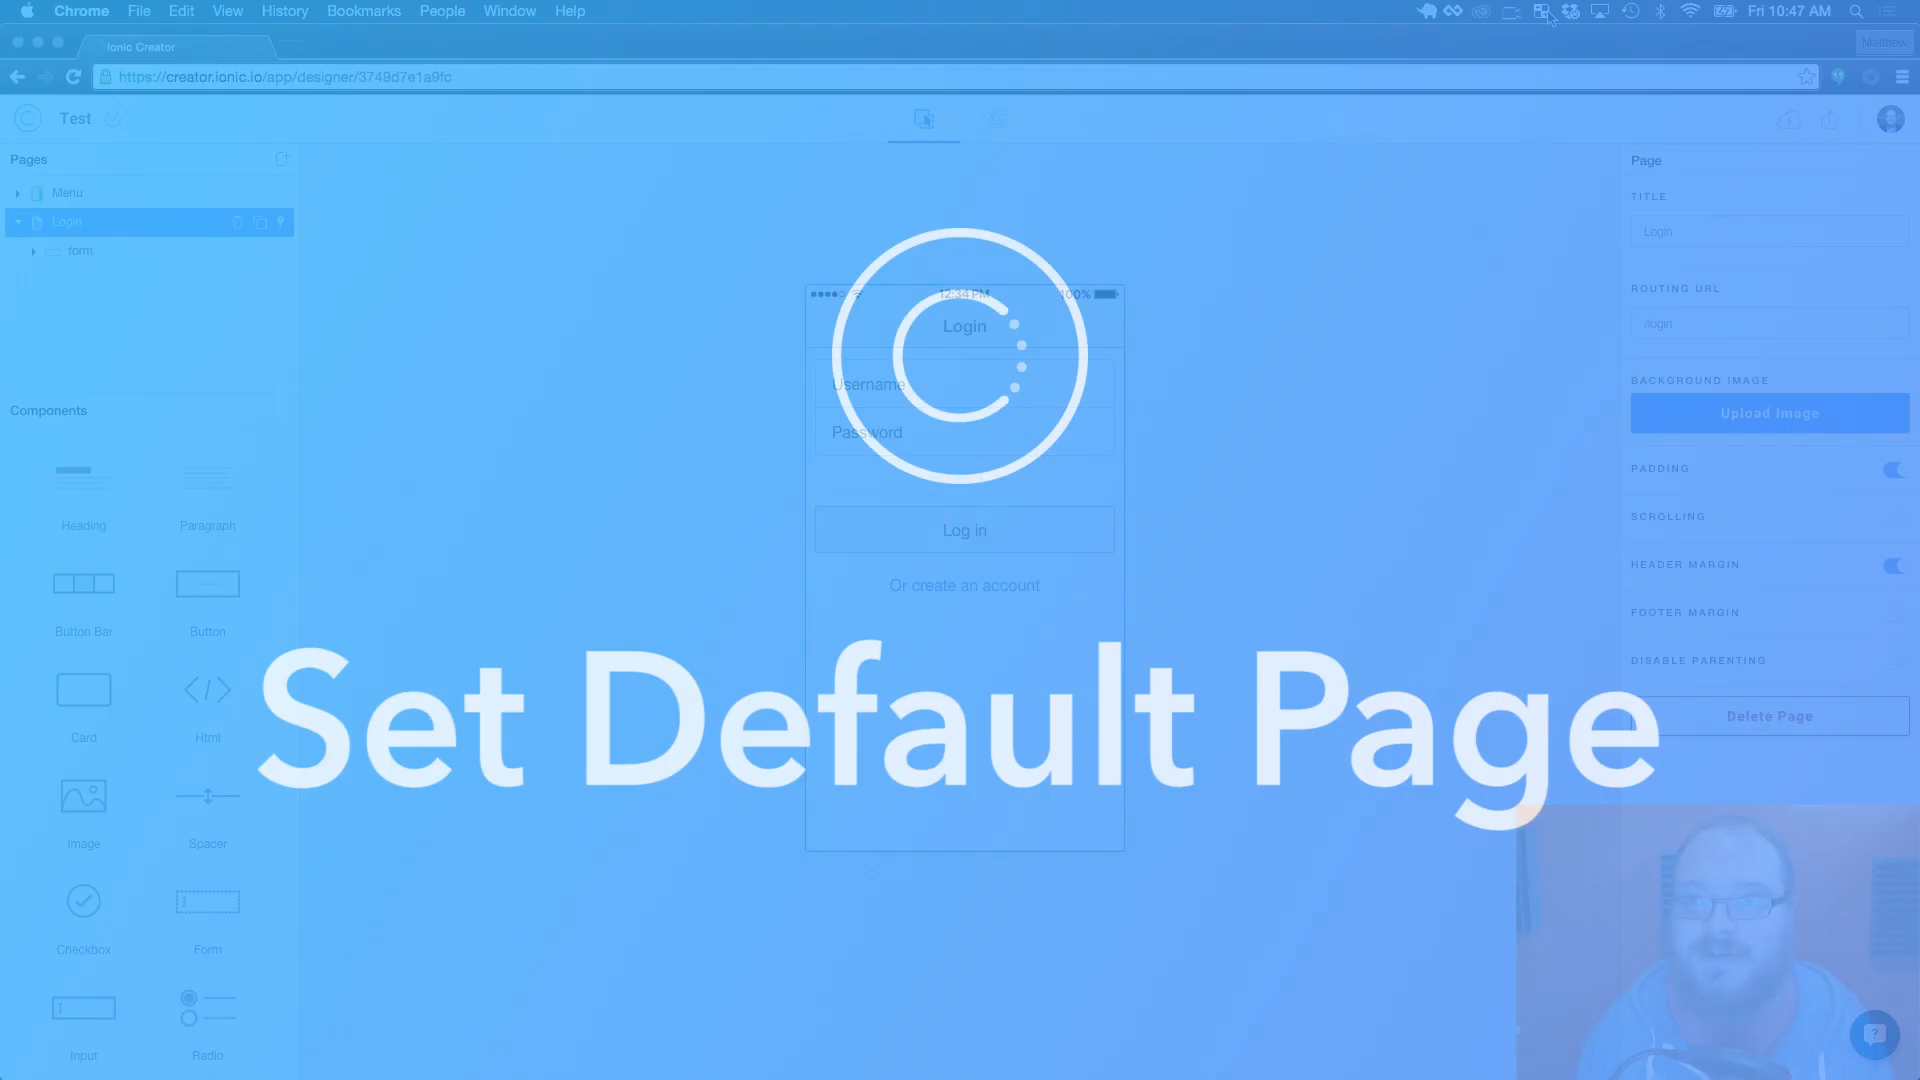 Chrome File Edit View History Bookmarks People Window Help Fri 10:47 AM
Ionic Creator
Matthew
https://creator.ionic.io/app/designer/3749d7e1a9fc
Test
Pages
Menu
Login
form
Components
Heading
Paragraph
Button Bar
Button
Card
Html
Image
Spacer
Checkbox
Form
Input
Radio
12:34 PM
100%
Login
Username
Password
Log in
Or create an account
Set Default Page
Page
TITLE
Login
ROUTING URL
/login
BACKGROUND IMAGE
Upload Image
PADDING
SCROLLING
HEADER MARGIN
FOOTER MARGIN
DISABLE PARENTING
Delete Page